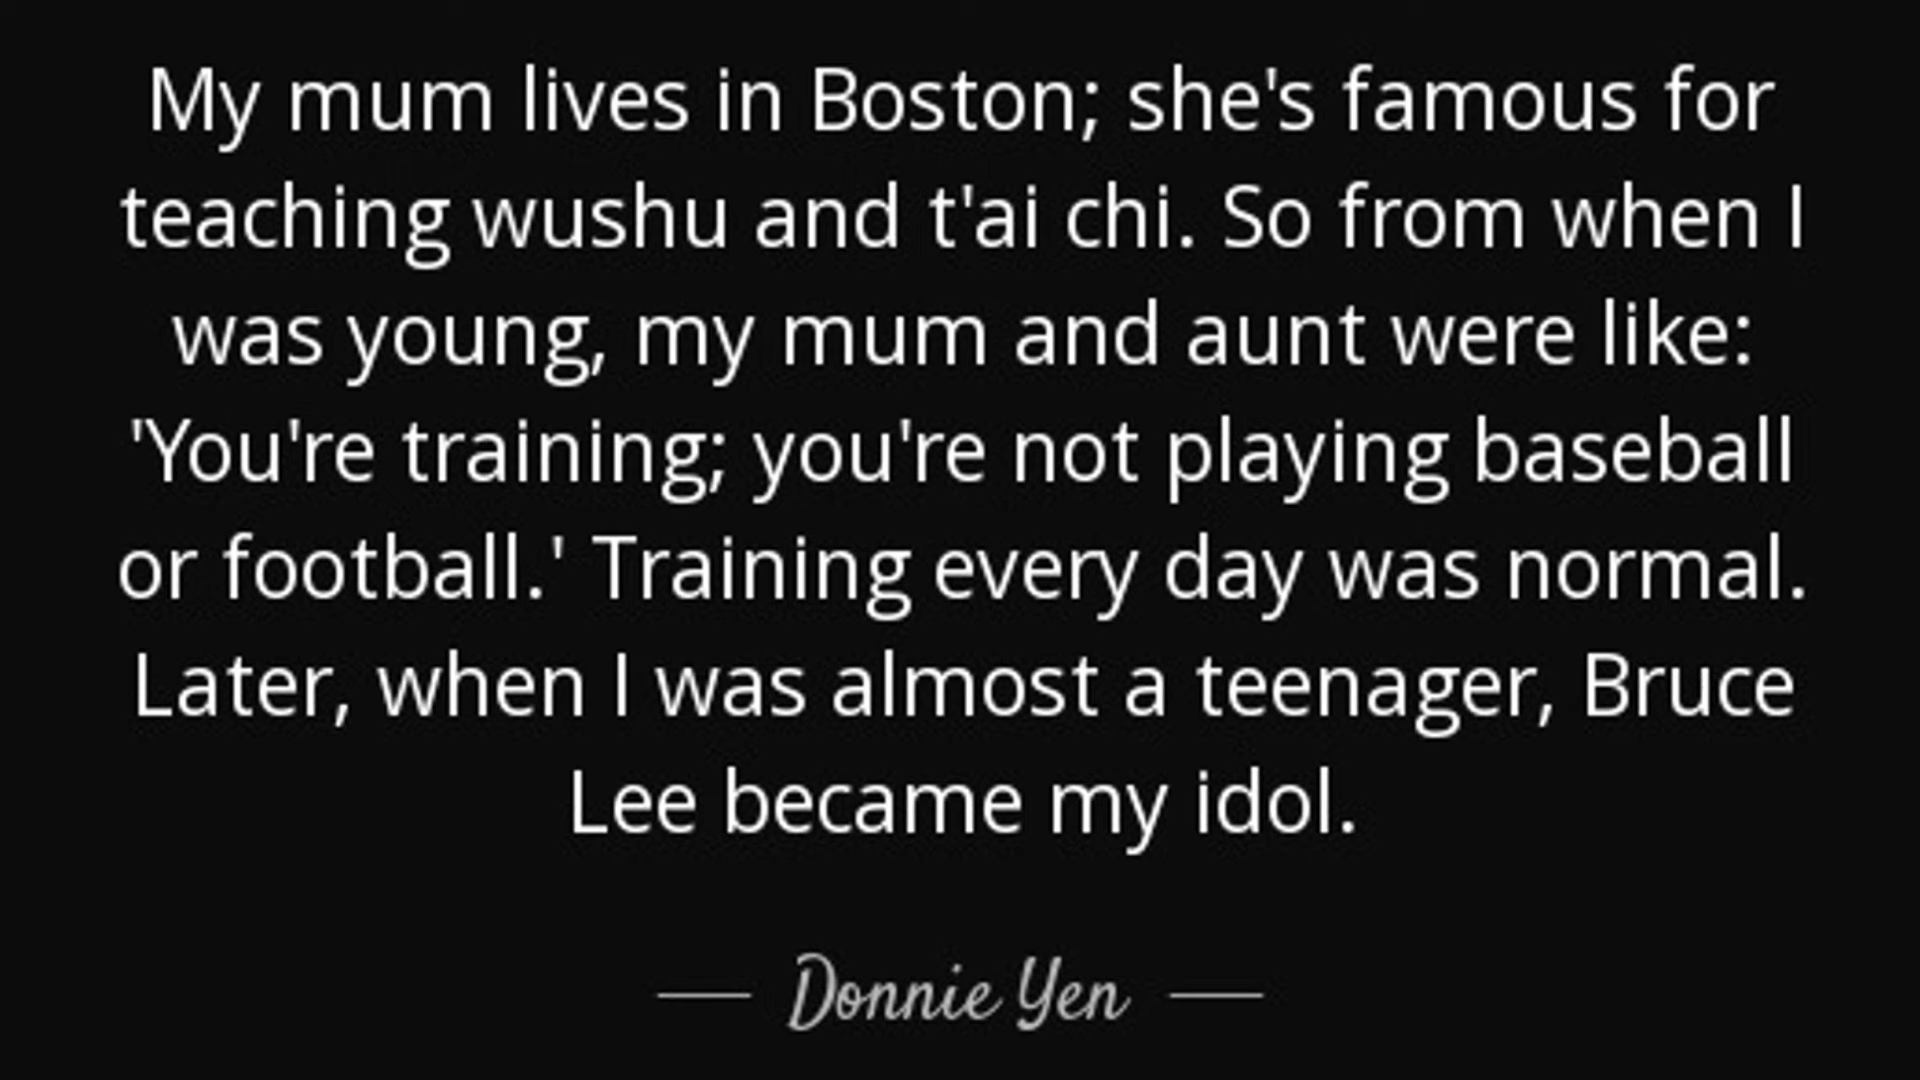 My mum lives in Boston; she's famous for
teaching wushu and t'ai chi. So from when I
was young, my mum and aunt were like:
'You're training; you're not playing baseball
or football.' Training every day was normal.
Later, when I was almost a teenager, Bruce
Lee became my idol.
Donnie Yen